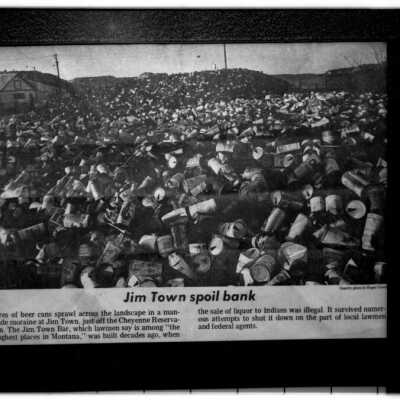 Jim Town spoil bank
res of beer cans sprawl across the landscape in a man-
de moraine at Jim Town, just off the Cheyenne Reserva-
n. The Jim Town Bar, which lawmen say is among "the
ghest places in Montana," was built decades ago, when
the sale of liquor to Indians was illegal. It survived numer-
ous attempts to shut it down on the part of local lawmen
and federal agents.